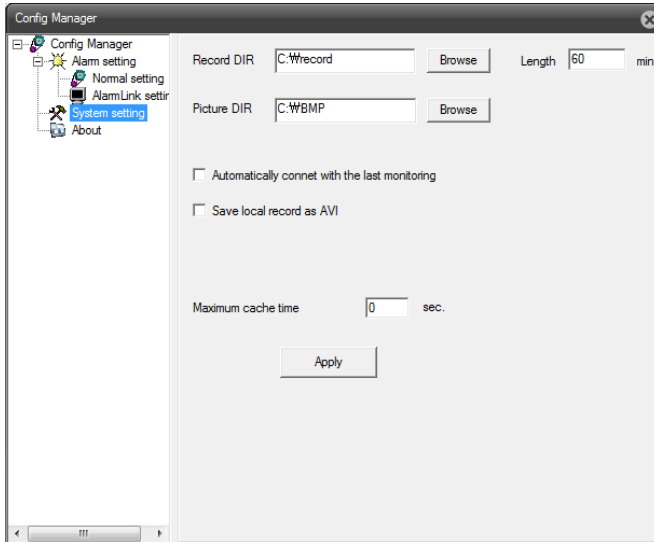 Config Manager
Config Manager
Alarm setting
Normal setting
AlarmLink settir
System setting
About
Record DIR C:₩record Browse Length 60 min
Picture DIR C:₩BMP Browse
Automatically connet with the last monitoring
Save local record as AVI
Maximum cache time 0 sec.
Apply